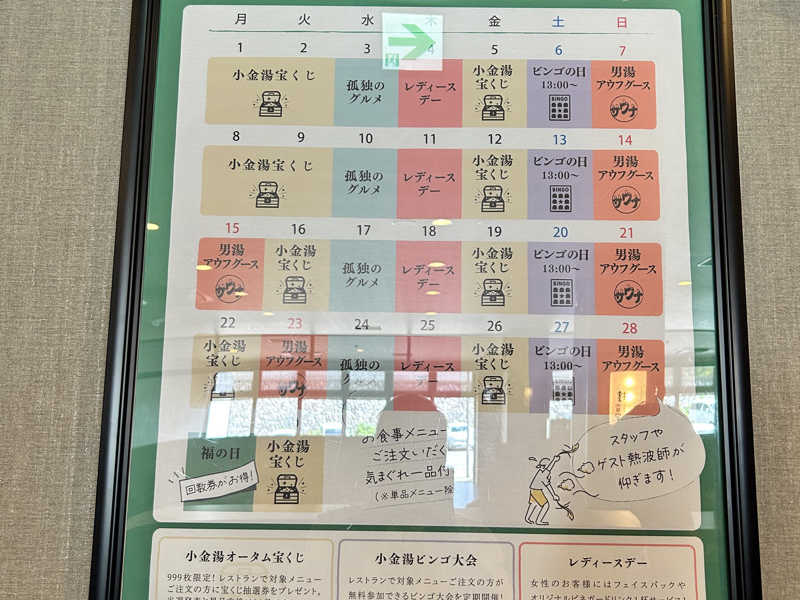 月 火 水 金 土 日
1 2 3 4 5 6 7
小金湯宝くじ
孤独の
グルメ
レディース
デー
小金湯
宝くじ
ビンゴの日
13:00~
BINGO
男湯
アウフグース
サウナ
8 9 10 11 12 13 14
小金湯宝くじ
孤独の
グルメ
レディース
デー
小金湯
宝くじ
ビンゴの日
13:00~
BINGO
男湯
アウフグース
サウナ
15 16 17 18 19 20 21
男湯
アウフグース
サウナ
小金湯
宝くじ
孤独の
グルメ
レディース
デー
小金湯
宝くじ
ビンゴの日
13:00~
BINGO
男湯
アウフグース
サウナ
22 23 24 25 26 27 28
小金湯
宝くじ
男湯
アウフグース
サウナ
孤独の
グルメ
レディース
小金湯
宝くじ
ビンゴの日
13:00~
男湯
アウフグース
福の日
回数券がお得!
小金湯
宝くじ
お食事メニュー
ご注文いただく
気まぐれ一品付
(※単品メニュー除
スタッフや
ゲスト熱波師が
仰ぎます!
小金湯オータム宝くじ
999枚限定!レストランで対象メニュー
ご注文の方に宝くじ抽選券をプレゼント。
小金湯ビンゴ大会
レストランで対象メニューご注文の方が
無料参加できるビンゴ大会を定期開催!
レディースデー
女性のお客様にはフェイスパックや
オリジナルビネガードリンク1杯サービス!